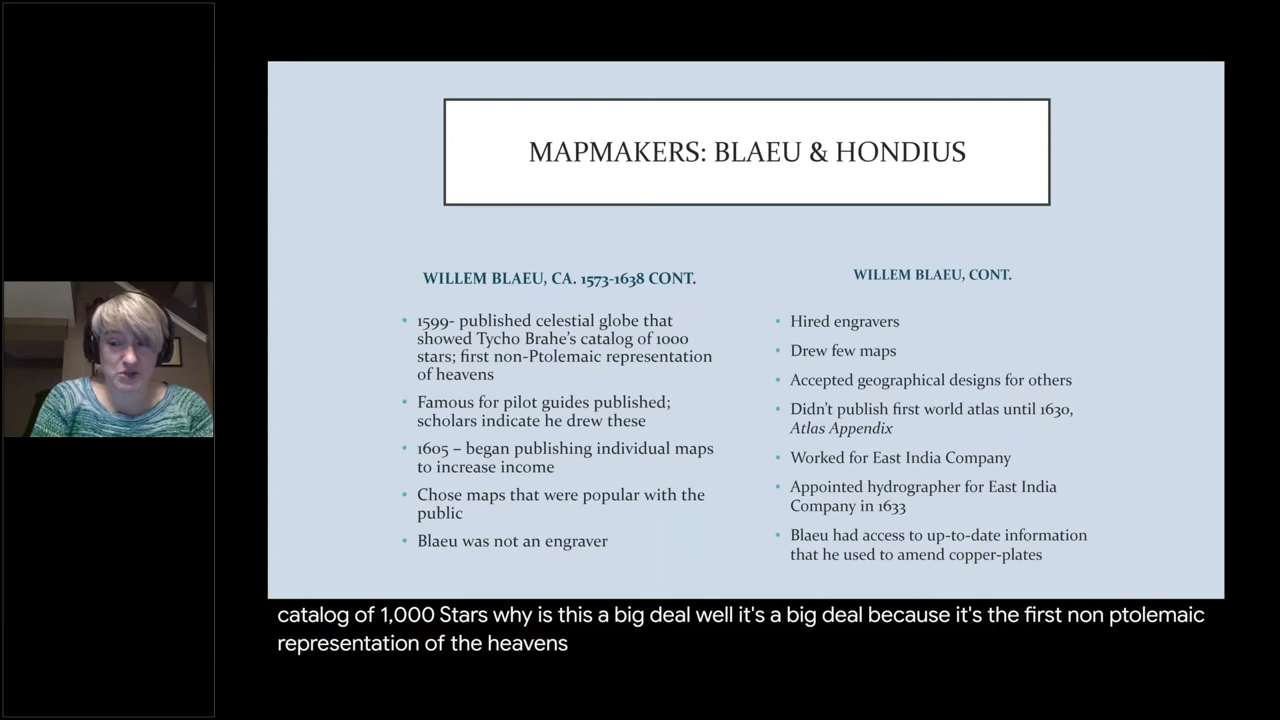 MAPMAKERS: BLAEU & HONDIUS
WILLEM BLAEU, CA. 1573-1638 CONT.
• 1599- published celestial globe that
showed Tycho Brahe's catalog of 1000
stars; first non-Ptolemaic representation
of heavens
• Famous for pilot guides published;
scholars indicate he drew these
• 1605 – began publishing individual maps
to increase income
• Chose maps that were popular with the
public
• Blaeu was not an engraver
WILLEM BLAEU, CONT.
• Hired engravers
• Drew few maps
• Accepted geographical designs for others
• Didn't publish first world atlas until 1630,
Atlas Appendix
• Worked for East India Company
• Appointed hydrographer for East India
Company in 1633
• Blaeu had access to up-to-date information
that he used to amend copper-plates
catalog of 1,000 Stars why is this a big deal well it's a big deal because it's the first non ptolemaic
representation of the heavens